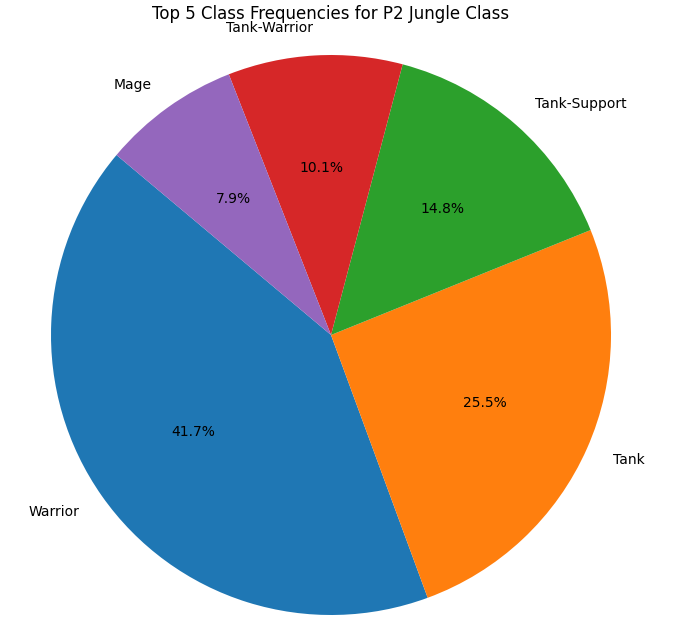 Top 5 Class Frequencies for P2 Jungle Class
Tank-Warrior
Mage
Tank-Support
10.1%
7.9%
14.8%
25.5%
41.7%
Tank
Warrior